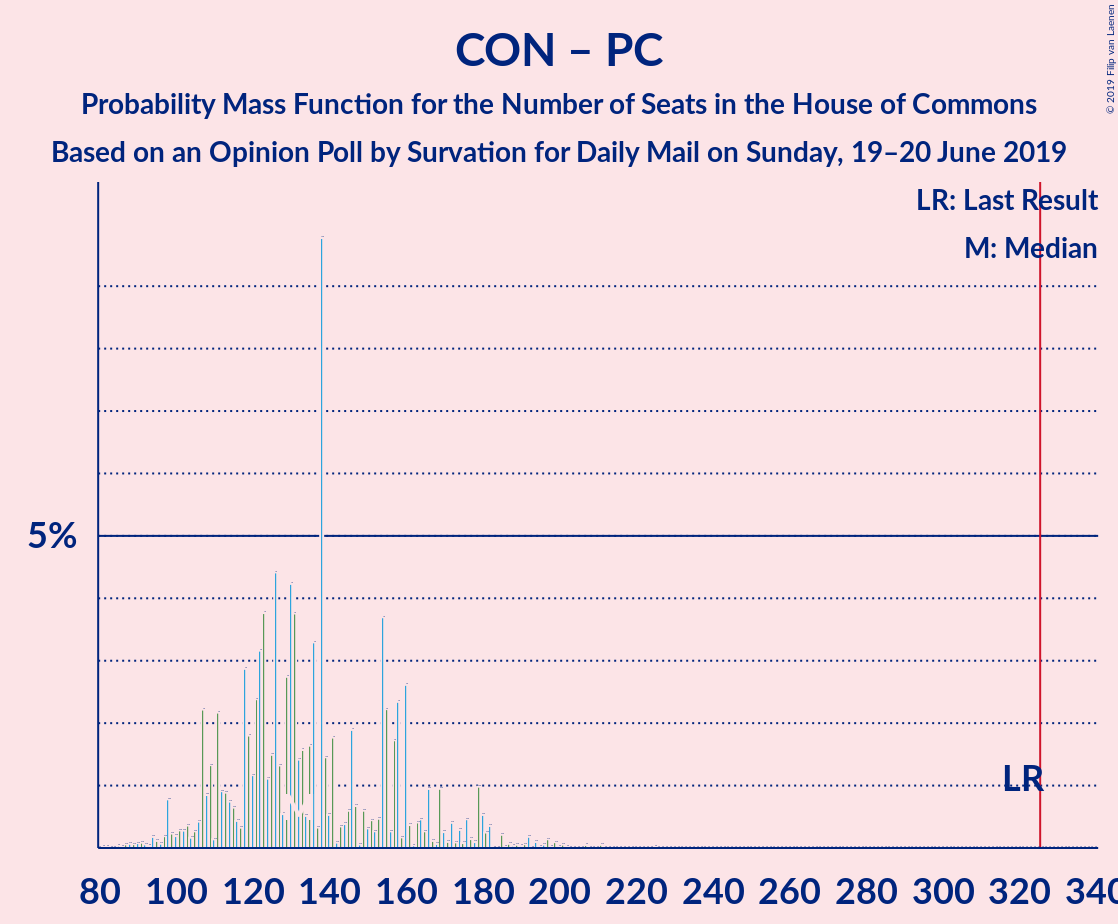 CON – PC
Probability Mass Function for the Number of Seats in the House of Commons
Based on an Opinion Poll by Survation for Daily Mail on Sunday, 19–20 June 2019
© 2019 Filip van Laenen
LR: Last Result
M: Median
5%
LR
80 100 120 140 160 180 200 220 240 260 280 300 320 340